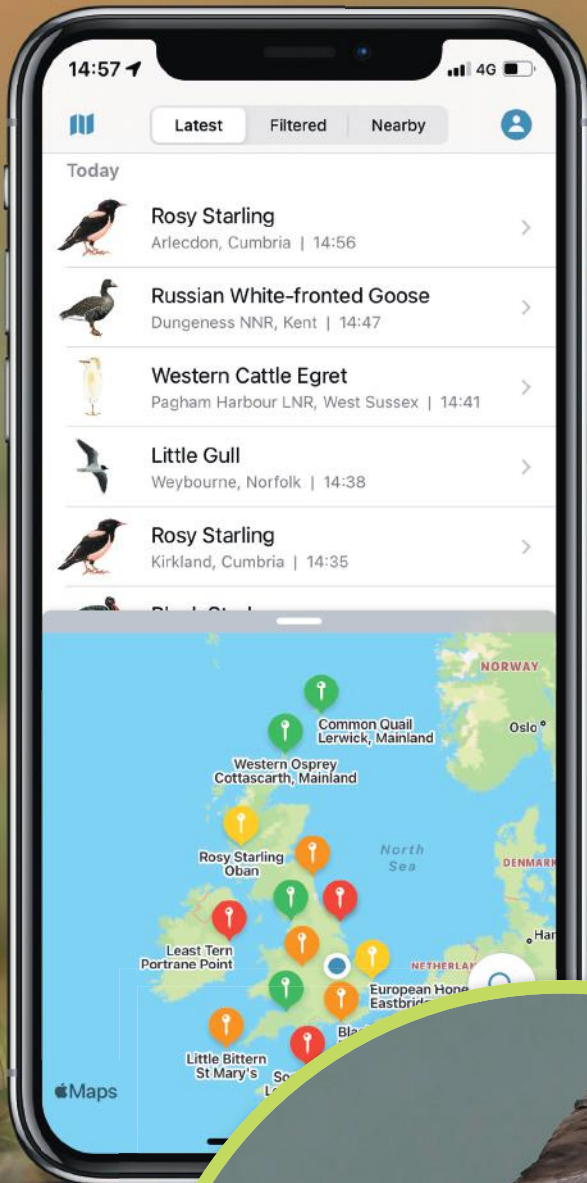 14:57
4G
Latest Filtered Nearby
Today
Rosy Starling
Arlecdon, Cumbria | 14:56
Russian White-fronted Goose
Dungeness NNR, Kent | 14:47
Western Cattle Egret
Pagham Harbour LNR, West Sussex | 14:41
Little Gull
Weybourne, Norfolk | 14:38
Rosy Starling
Kirkland, Cumbria | 14:35
NORWAY
Oslo
Common Quail
Lerwick, Mainland
Western Osprey
Cottascarth, Mainland
North
Sea
Rosy Starling
Oban
DENMARK
Least Tern
Portrane Point
European Hone
Eastbridge
Little Bittern
St Mary's
Maps